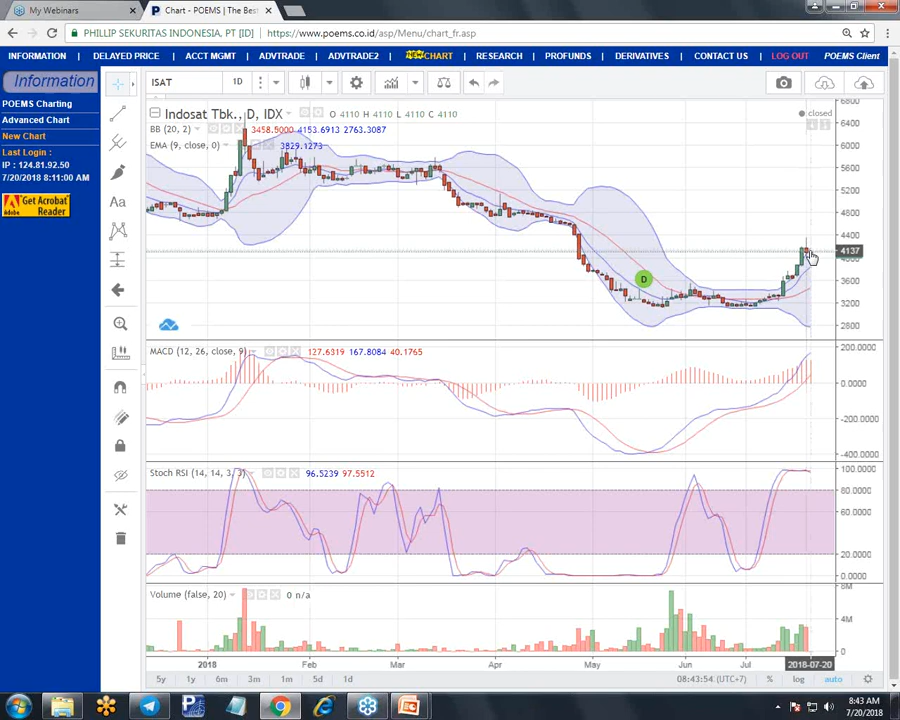 My Webinars
Chart - POEMS | The Bes
PHILLIP SEKURITAS INDONESIA, PT [ID]
https://www.poems.co.id/asp/Menu/chart_fr.asp
INFORMATION DELAYED PRICE ACCT MGMT ADVTRADE ADVTRADE2 NEW CHART RESEARCH PROFUNDS DERIVATIVES CONTACT US LOG OUT POEMS Client
Information
POEMS Charting
Advanced Chart
New Chart
Last Login :
IP : 124.81.92.50
7/20/2018 8:11:00 AM
Get Acrobat
Reader
ISAT 1D
Indosat Tbk., D, IDX O 4110 H 4110 L 4110 C 4110
closed
BB (20, 2) 3458.5000 4153.6913 2763.3087
EMA (9, close, 0) 3829.1273
6800
6400
6000
5600
5200
4800
4400
4137
4000
3600
3200
2800
D
Aa
MACD (12, 26, close, 9) 127.6319 167.8084 40.1765
200.0000
0.0000
-200.0000
-400.0000
Stoch RSI (14, 14, 3, 3) 96.5239 97.5512
100.0000
80.0000
60.0000
40.0000
20.0000
0.0000
Volume (false, 20) 0 n/a
8M
4M
0
2018 Feb Mar Apr May Jun Jul 2018-07-20
5y 1y 6m 3m 1m 5d 1d 08:43:54 (UTC+7) % log auto
8:43 AM
7/20/2018